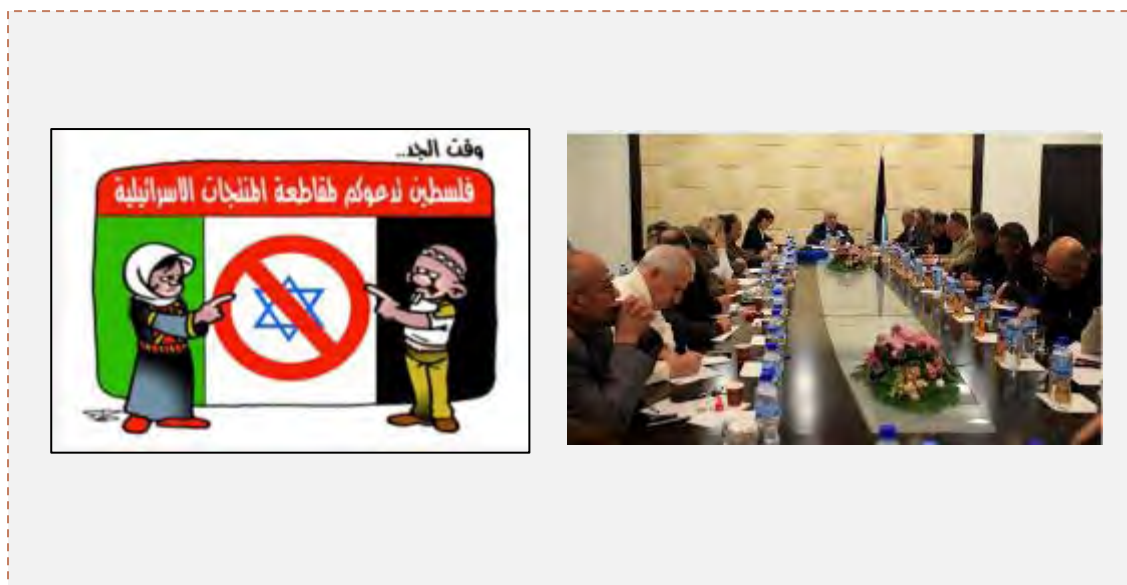 وقت الجد..
فلسطين تدعوكم لمقاطعة المنتجات الاسرائيلية